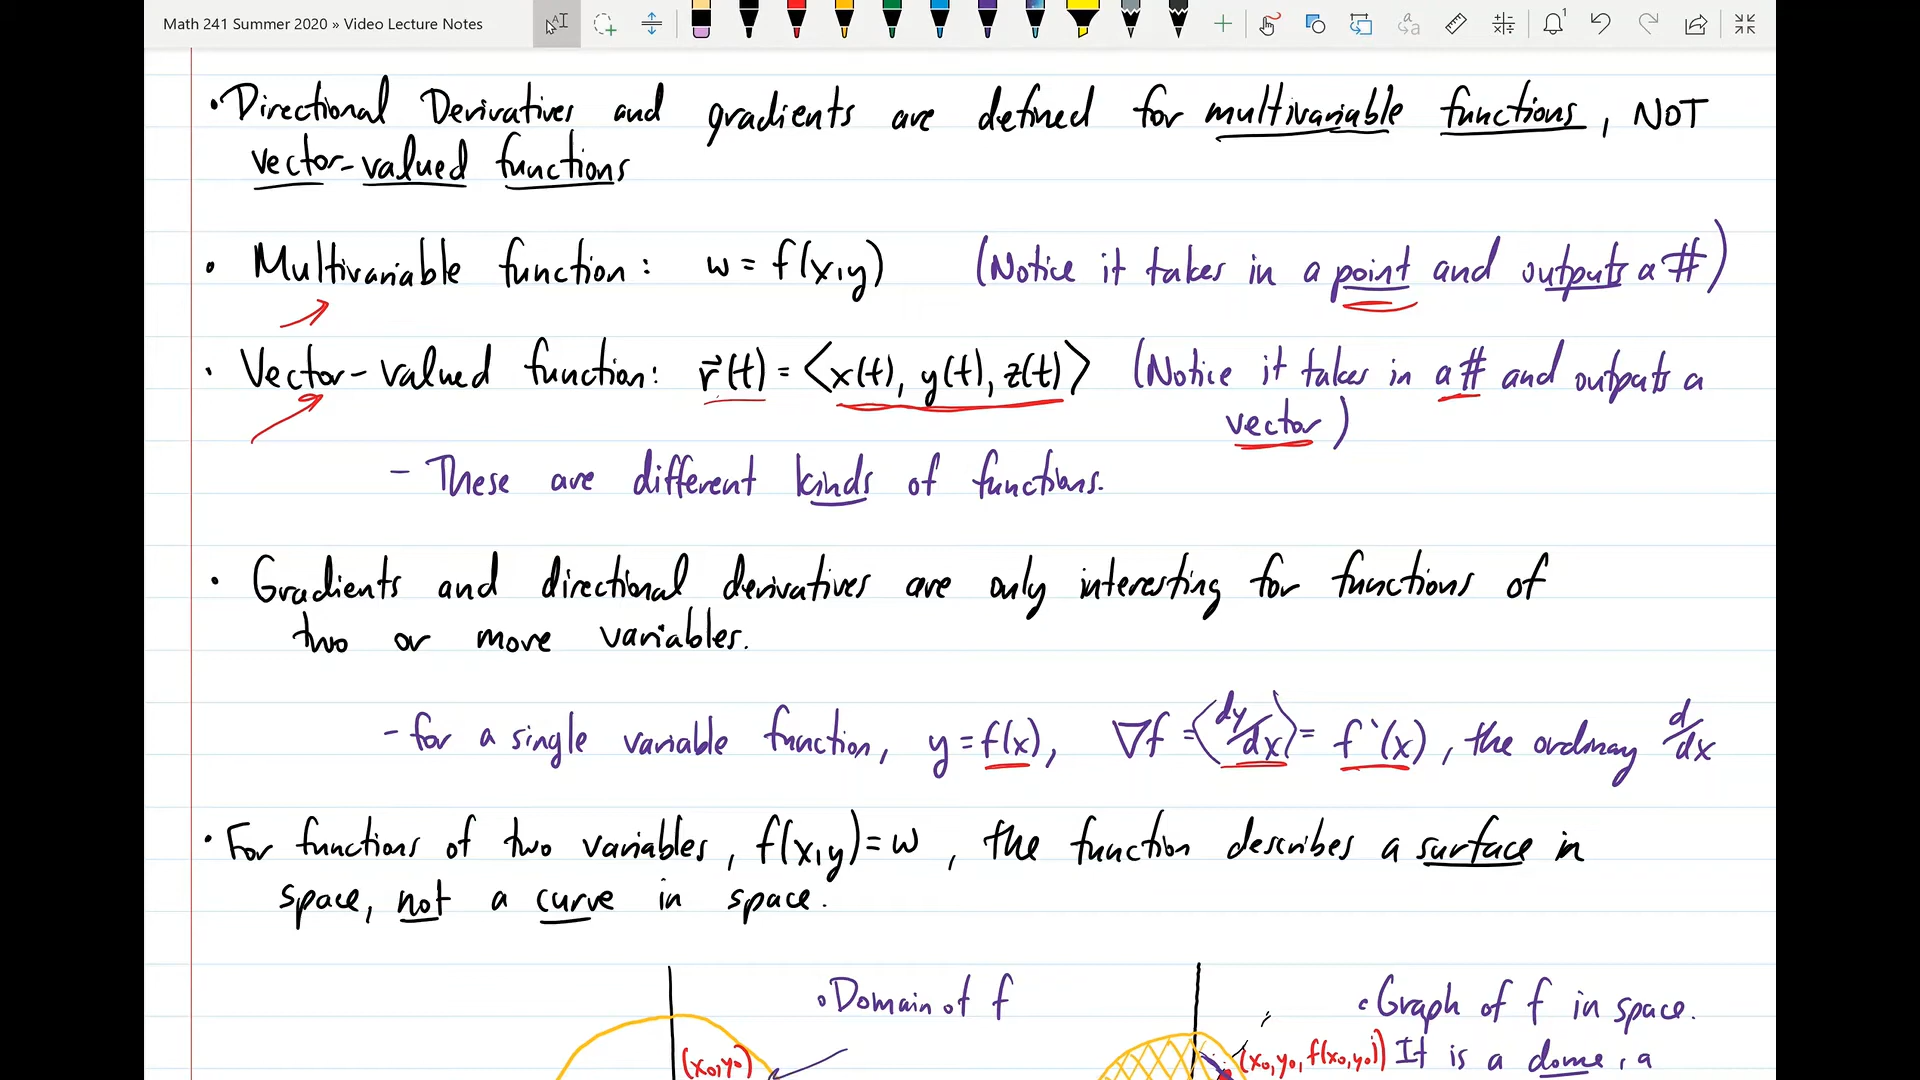 Math 241 Summer 2020 » Video Lecture Notes
• Directional Derivatives and gradients are defined for multivariable functions, NOT
vector-valued functions
• Multivariable function: w = f(x,y) (Notice it takes in a point and outputs a #)
• Vector-valued function: r⃗(t) = ⟨x(t), y(t), z(t)⟩ (Notice it takes in a # and outputs a
vector)
- These are different kinds of functions.
• Gradients and directional derivatives are only interesting for functions of
two or more variables.
- for a single variable function, y = f(x), ∇f = ⟨dy/dx⟩ = f'(x), the ordinary d/dx
• For functions of two variables, f(x,y) = w, the function describes a surface in
space, not a curve in space.
• Domain of f
• Graph of f in space.
(x₀,y₀)
(x₀,y₀, f(x₀,y₀)) It is a dome, a